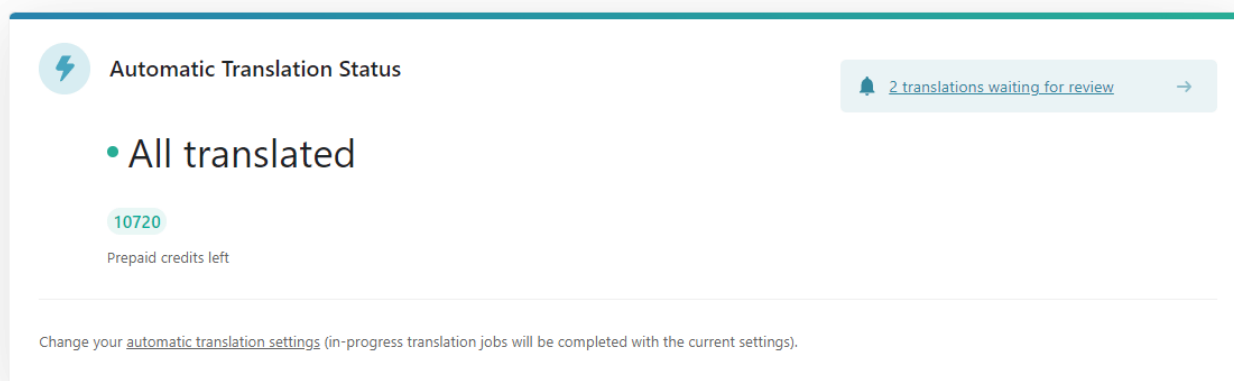 Automatic Translation Status
2 translations waiting for review
All translated
10720
Prepaid credits left
Change your automatic translation settings (in-progress translation jobs will be completed with the current settings).